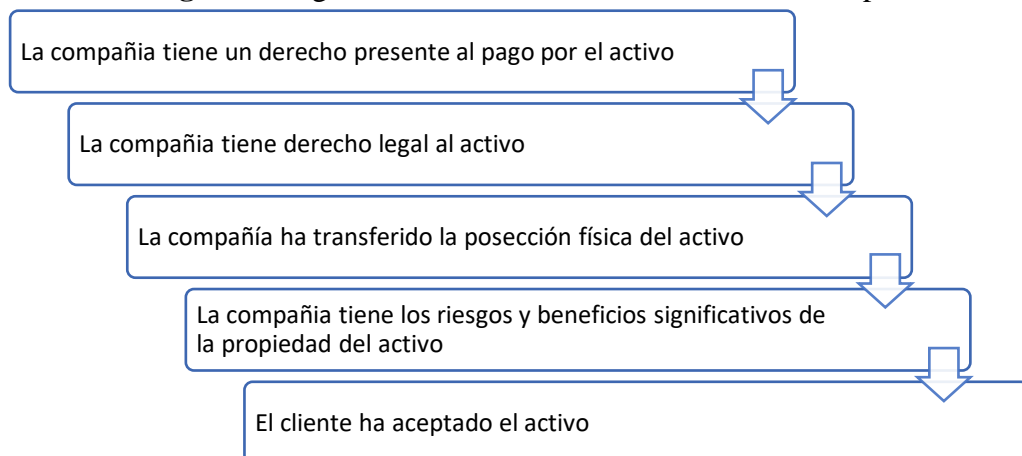 La compañia tiene un derecho presente al pago por el activo
La compañia tiene derecho legal al activo
La compañía ha transferido la posección física del activo
La compañia tiene los riesgos y beneficios significativos de
la propiedad del activo
El cliente ha aceptado el activo